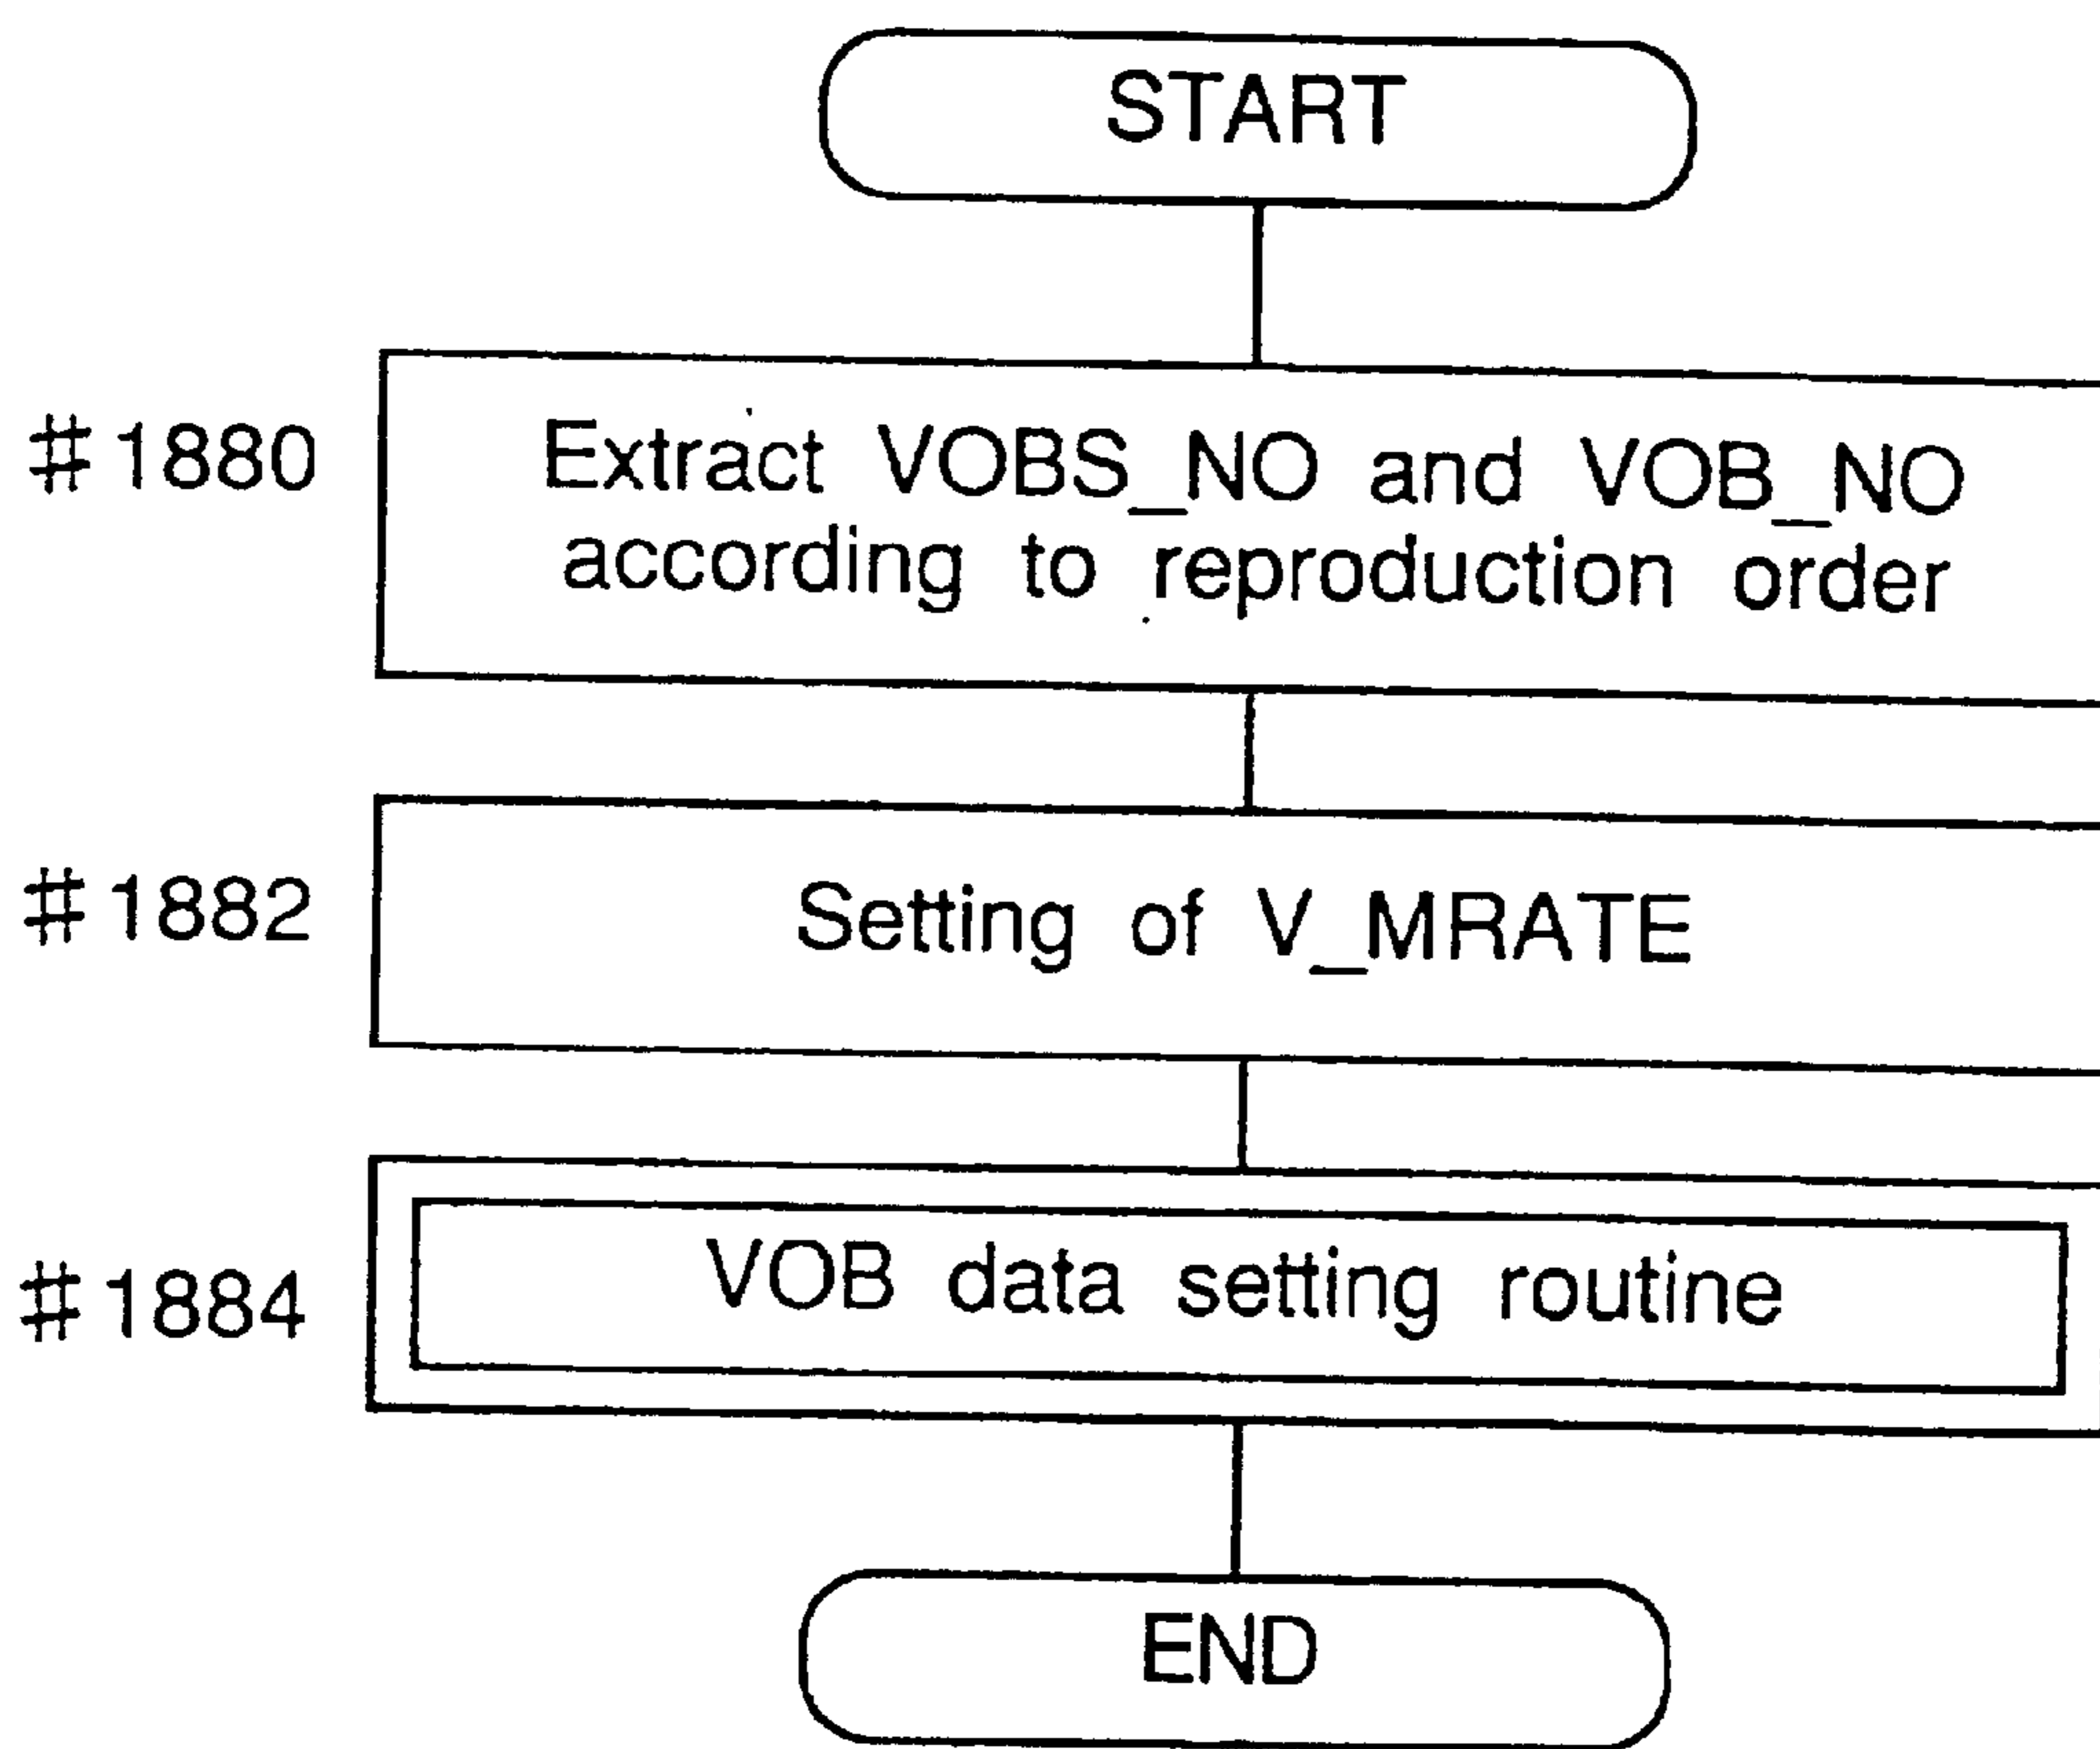 START
#1880
Extract VOBS_NO and VOB_NO
according to reproduction order
#1882
Setting of V_MRATE
#1884
VOB data setting routine
END